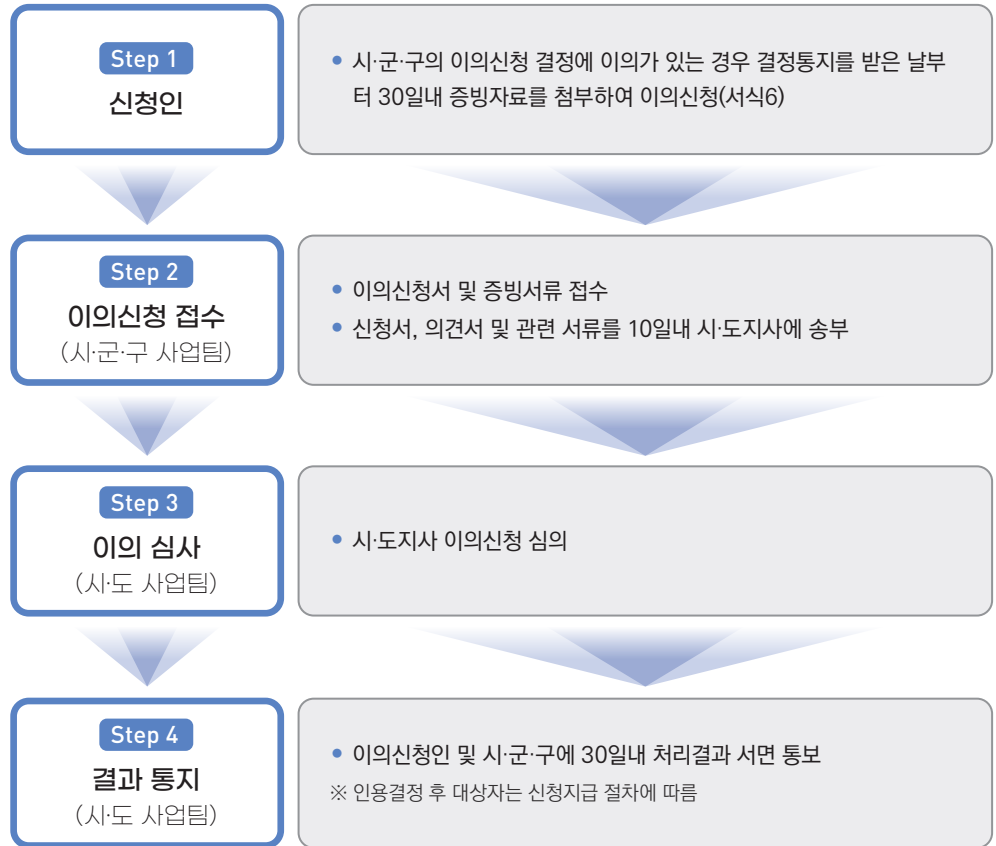 Step 1
신청인
• 시·군·구의 이의신청 결정에 이의가 있는 경우 결정통지를 받은 날부
터 30일내 증빙자료를 첨부하여 이의신청(서식6)
Step 2
이의신청 접수
(시·군·구 사업팀)
• 이의신청서 및 증빙서류 접수
• 신청서, 의견서 및 관련 서류를 10일내 시·도지사에 송부
Step 3
이의 심사
(시·도 사업팀)
• 시·도지사 이의신청 심의
Step 4
결과 통지
(시·도 사업팀)
• 이의신청인 및 시·군·구에 30일내 처리결과 서면 통보
※ 인용결정 후 대상자는 신청지급 절차에 따름